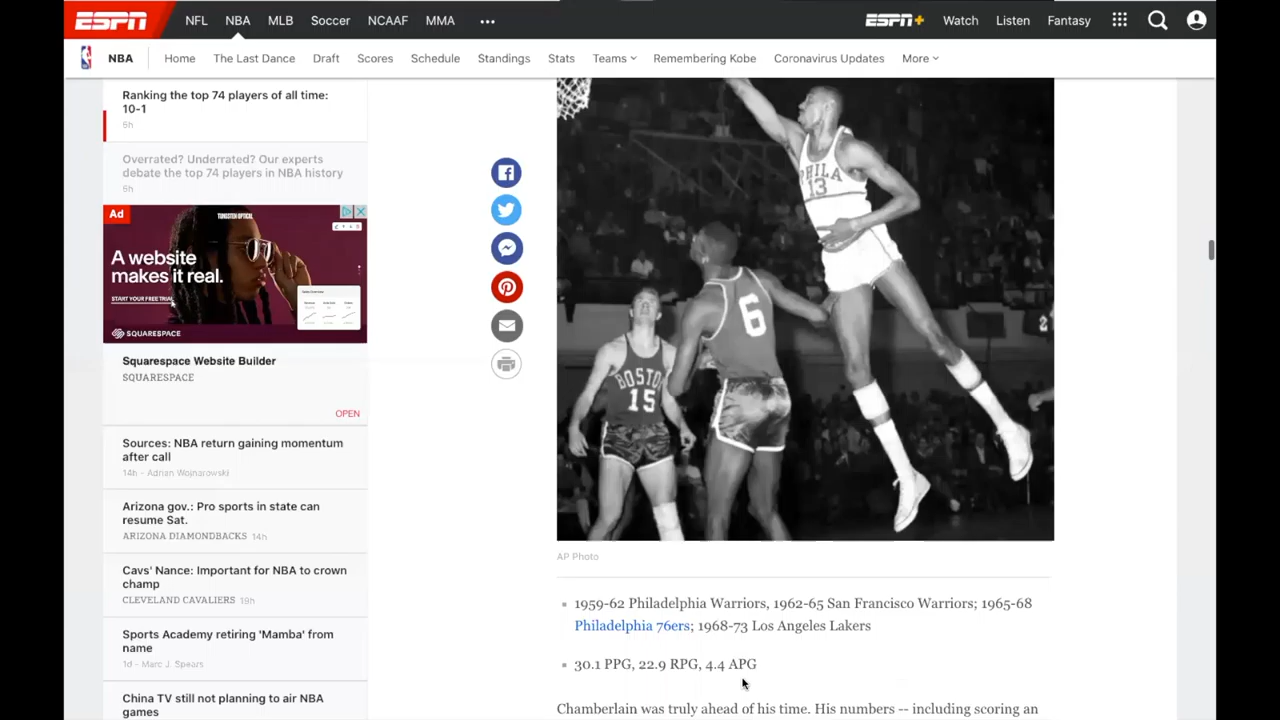 ESPN
NFL NBA MLB Soccer NCAAF MMA
ESPN+ Watch Listen Fantasy
NBA Home The Last Dance Draft Scores Schedule Standings Stats Teams Remembering Kobe Coronavirus Updates More
Ranking the top 74 players of all time:
10-1
Overrated? Underrated? Our experts
debate the top 74 players in NBA history
9h
Ad
TUNGSTEN OPTICAL
A website
makes it real.
START YOUR FREE TRIAL
SQUARESPACE
Squarespace Website Builder
SQUARESPACE
OPEN
Sources: NBA return gaining momentum
after call
14h - Adrian Wojnarowski
Arizona gov.: Pro sports in state can
resume Sat.
ARIZONA DIAMONDBACKS 14h
Cavs' Nance: Important for NBA to crown
champ
CLEVELAND CAVALIERS 19h
Sports Academy retiring 'Mamba' from
name
1d - Marc J. Spears
China TV still not planning to air NBA
games
PHILA
13
6
BOSTON
15
2
AP Photo
1959-62 Philadelphia Warriors, 1962-65 San Francisco Warriors; 1965-68
Philadelphia 76ers; 1968-73 Los Angeles Lakers
30.1 PPG, 22.9 RPG, 4.4 APG
Chamberlain was truly ahead of his time. His numbers -- including scoring an